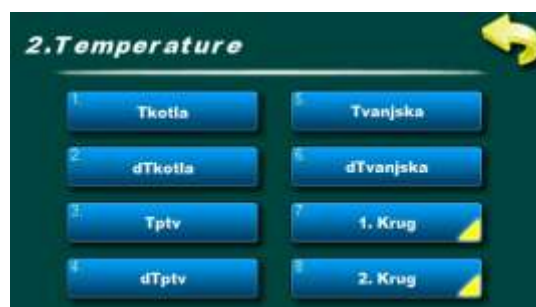 2.Temperature
1. Tkotla
2 dTkotla
3. Tptv
4 dTptv
5 Tvanjska
6 dTvanjska
7 1. Krug
8 2. Krug